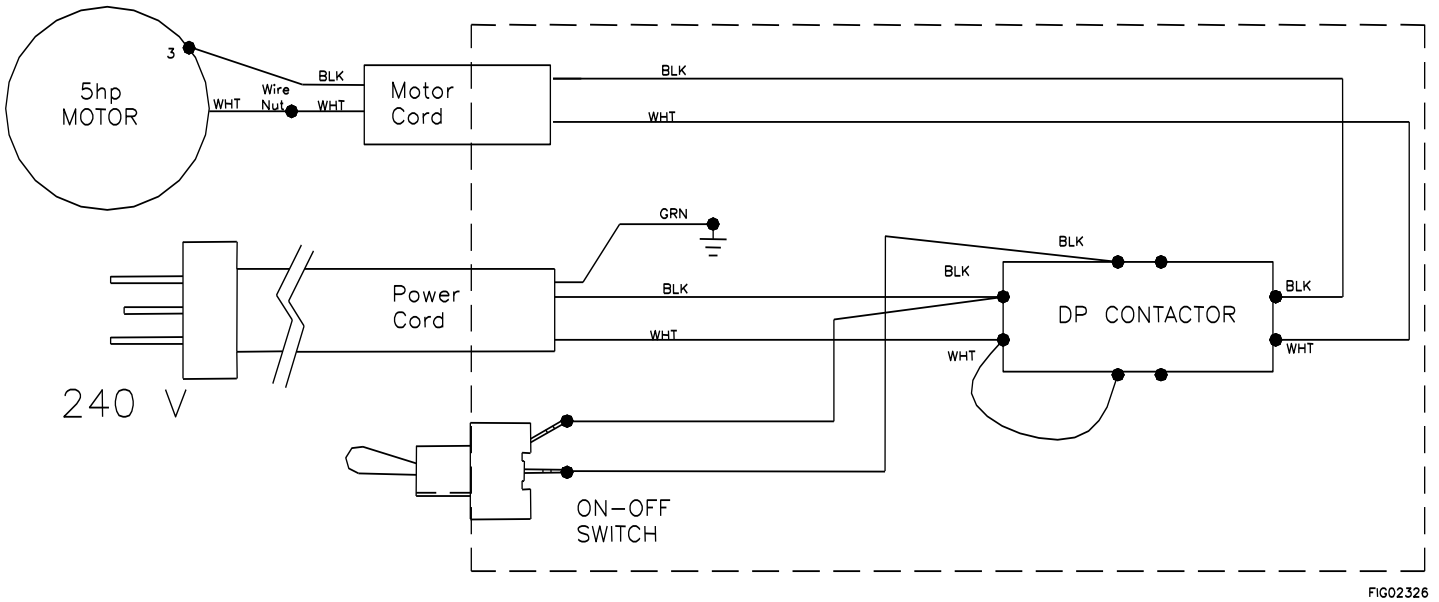 3
5hp
MOTOR
WHT
Wire
Nut
BLK
WHT
Motor
Cord
BLK
WHT
GRN
BLK
BLK
Power
Cord
BLK
WHT
WHT
DP CONTACTOR
BLK
WHT
240 V
ON-OFF
SWITCH
FIG02326